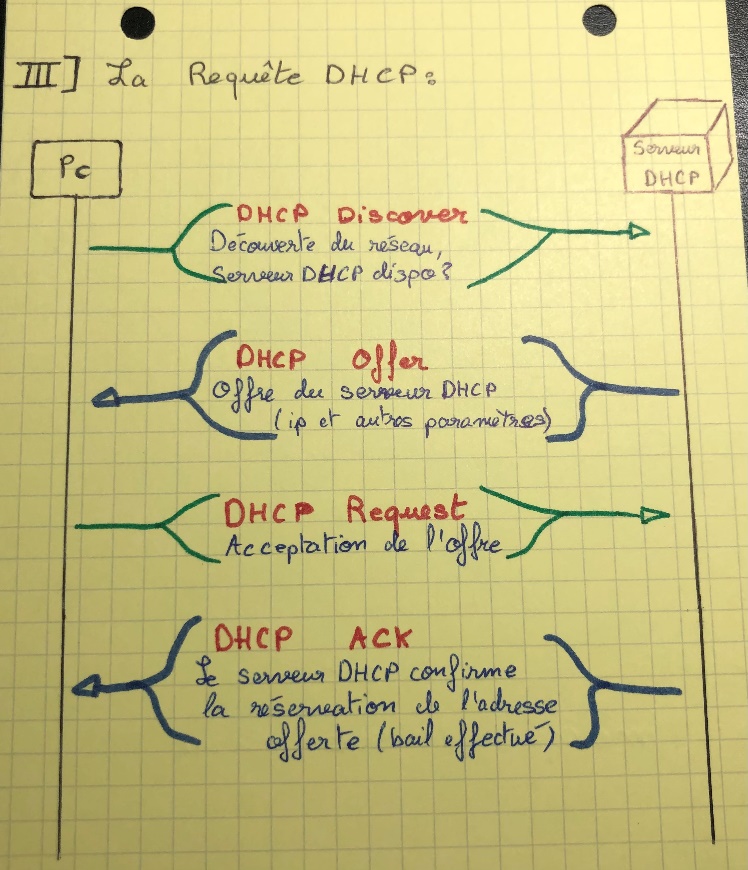 III] La Requête DHCP :
Pc
Serveur
DHCP
DHCP Discover
Découverte du réseau,
Serveur DHCP dispo ?
DHCP Offer
Offre du serveur DHCP
(ip et autres paramètres)
DHCP Request
Acceptation de l'offre
DHCP ACK
Le serveur DHCP confirme
la réservation de l'adresse
offerte (bail effectué)